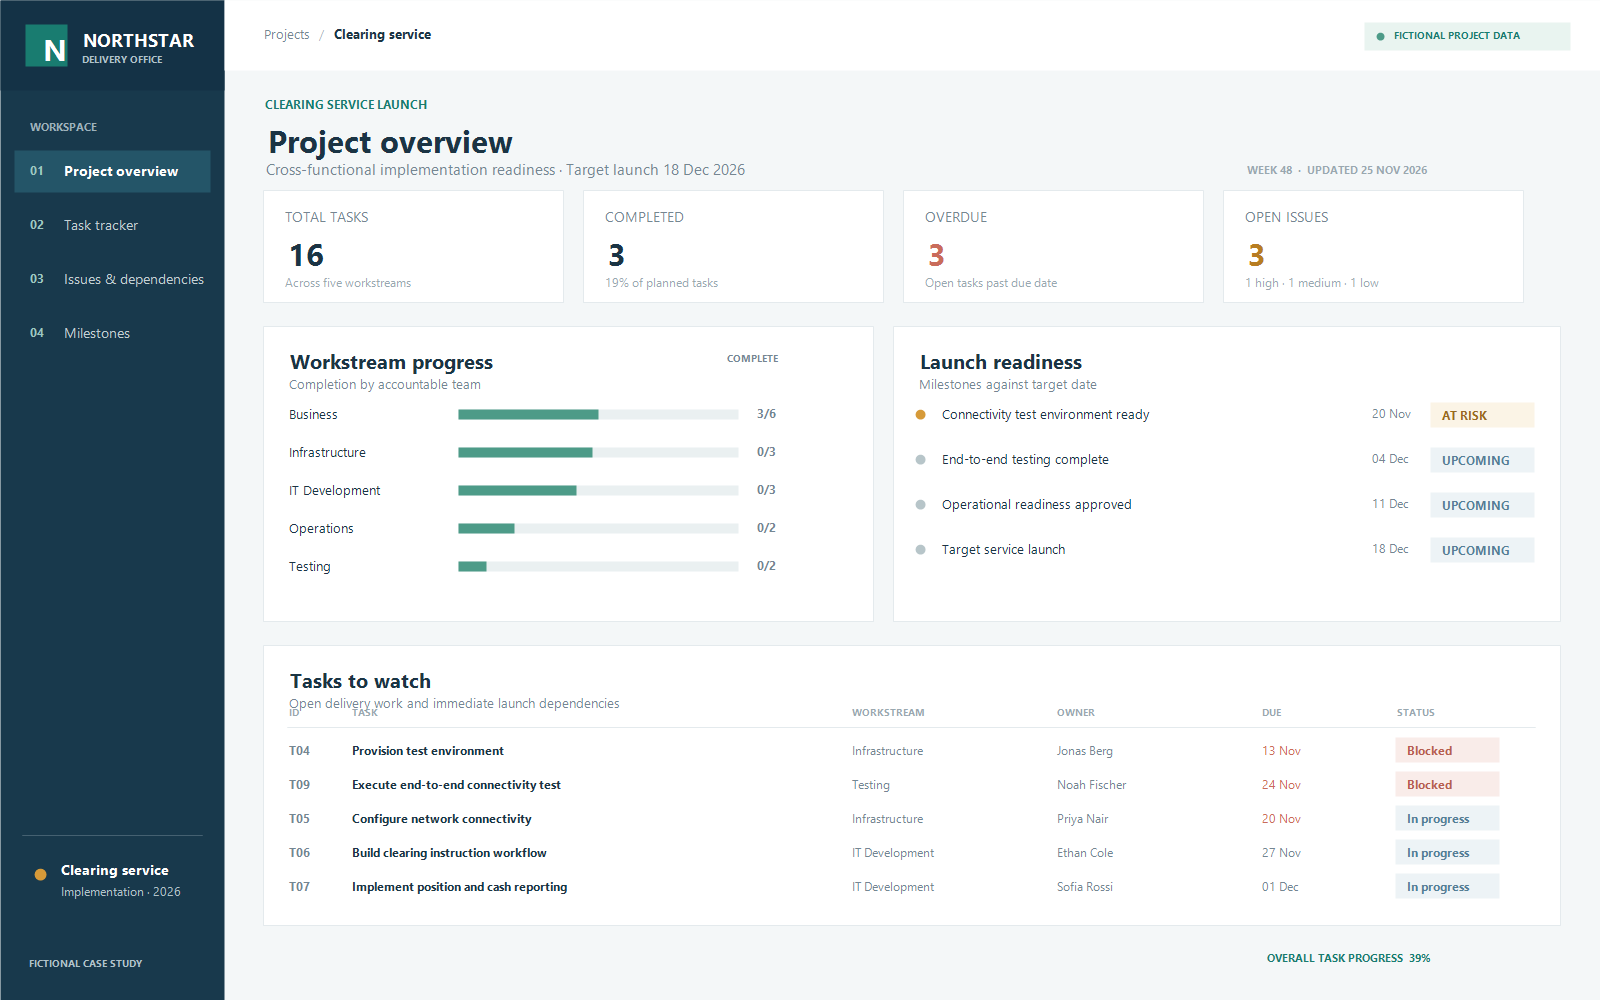 N
NORTHSTAR
DELIVERY OFFICE
WORKSPACE
01 Project overview
02 Task tracker
03 Issues & dependencies
04 Milestones
Clearing service
Implementation · 2026
FICTIONAL CASE STUDY
Projects / Clearing service
FICTIONAL PROJECT DATA
CLEARING SERVICE LAUNCH
Project overview
Cross-functional implementation readiness · Target launch 18 Dec 2026
WEEK 48 · UPDATED 25 NOV 2026
TOTAL TASKS
16
Across five workstreams
COMPLETED
3
19% of planned tasks
OVERDUE
3
Open tasks past due date
OPEN ISSUES
3
1 high · 1 medium · 1 low
Workstream progress
COMPLETE
Completion by accountable team
Business 3/6
Infrastructure 0/3
IT Development 0/3
Operations 0/2
Testing 0/2
Launch readiness
Milestones against target date
Connectivity test environment ready 20 Nov AT RISK
End-to-end testing complete 04 Dec UPCOMING
Operational readiness approved 11 Dec UPCOMING
Target service launch 18 Dec UPCOMING
Tasks to watch
Open delivery work and immediate launch dependencies
ID TASK WORKSTREAM OWNER DUE STATUS
T04 Provision test environment Infrastructure Jonas Berg 13 Nov Blocked
T09 Execute end-to-end connectivity test Testing Noah Fischer 24 Nov Blocked
T05 Configure network connectivity Infrastructure Priya Nair 20 Nov In progress
T06 Build clearing instruction workflow IT Development Ethan Cole 27 Nov In progress
T07 Implement position and cash reporting IT Development Sofia Rossi 01 Dec In progress
OVERALL TASK PROGRESS 39%